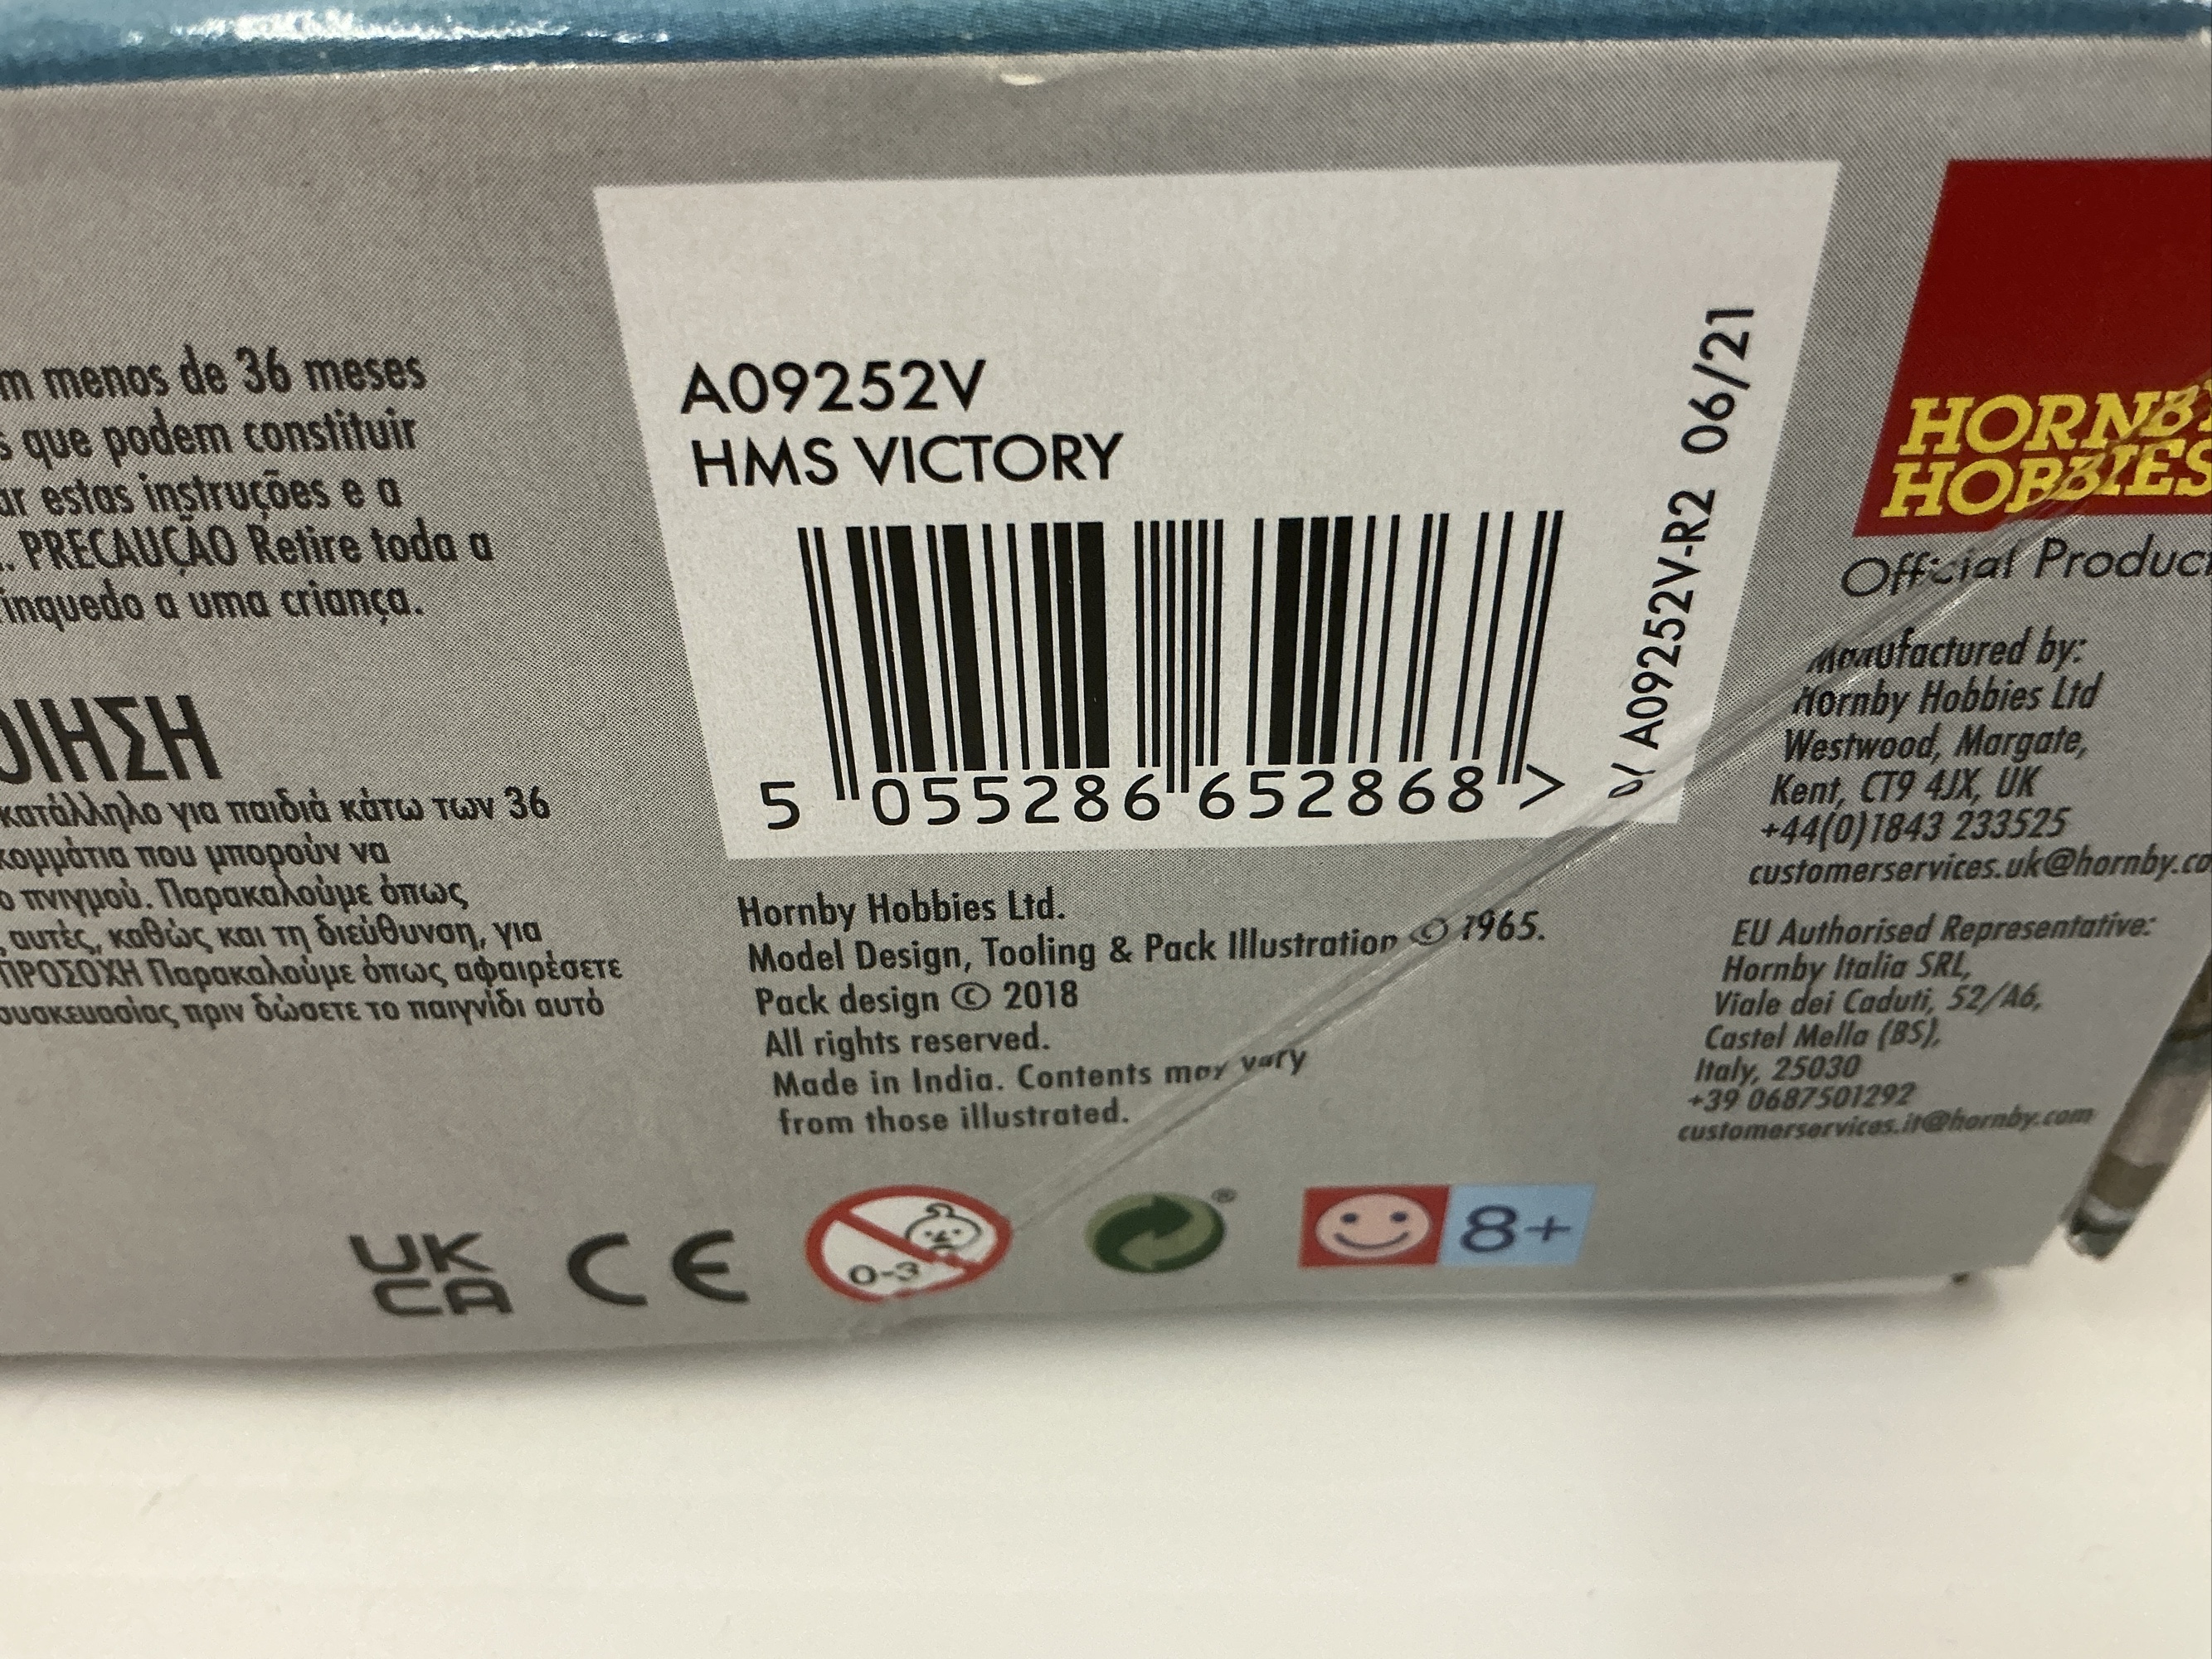 m menos de 36 meses
s que podem constituir
ar estas instruções e a
. PRECAUÇÃO Retire toda a
inquedo a uma criança.
ΟΙΗΣΗ
κατάλληλο για παιδιά κάτω των 36
κομμάτια που μπορούν να
ο πνιγμού. Παρακαλούμε όπως
, αυτές, καθώς και τη διεύθυνση, για
ΠΡΟΣΟΧΗ Παρακαλούμε όπως αφαιρέσετε
συσκευασίας πριν δώσετε το παιγνίδι αυτό
A09252V
HMS VICTORY
5 055286 652868 >
A09252V-R2 06/21
Hornby Hobbies Ltd.
Model Design, Tooling & Pack Illustration © 1965.
Pack design © 2018
All rights reserved.
Made in India. Contents may vary
from those illustrated.
HORNBY
HOBBIES
Official Product
Manufactured by:
Hornby Hobbies Ltd
Westwood, Margate,
Kent, CT9 4JX, UK
+44(0)1843 233525
customerservices.uk@hornby.co
EU Authorised Representative:
Hornby Italia SRL,
Viale dei Caduti, 52/A6,
Castel Mella (BS),
Italy, 25030
+39 0687501292
customerservices.it@hornby.com
UK
CA
CE
0-3
®
8+